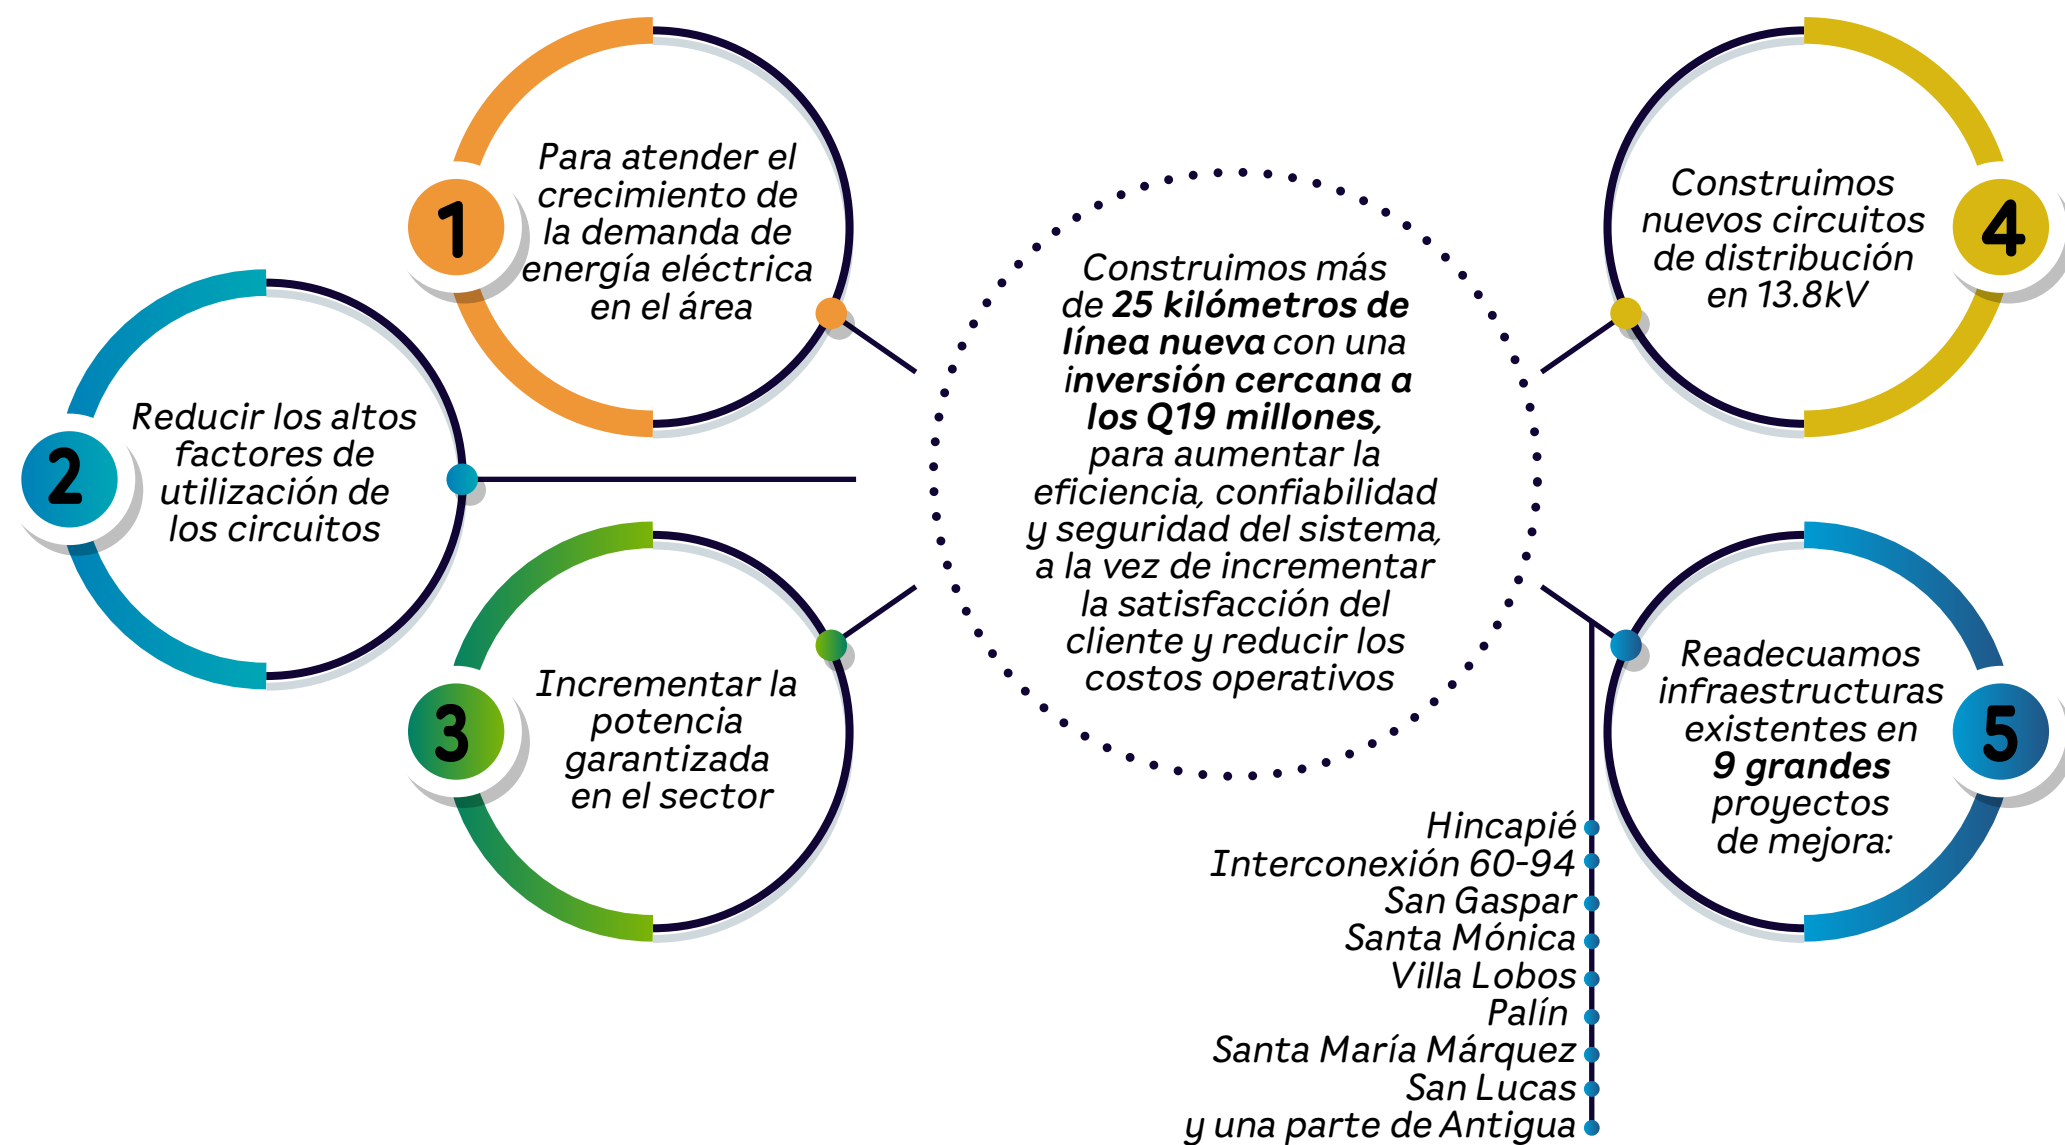 1
Para atender el
crecimiento de
la demanda de
energía eléctrica
en el área
2
Reducir los altos
factores de
utilización de
los circuitos
3
Incrementar la
potencia
garantizada
en el sector
Construimos más
de 25 kilómetros de
línea nueva con una
inversión cercana a
los Q19 millones,
para aumentar la
eficiencia, confiabilidad
y seguridad del sistema,
a la vez de incrementar
la satisfacción del
cliente y reducir los
costos operativos
4
Construimos
nuevos circuitos
de distribución
en 13.8kV
5
Readecuamos
infraestructuras
existentes en
9 grandes
proyectos
de mejora:
Hincapié
Interconexión 60-94
San Gaspar
Santa Mónica
Villa Lobos
Palín
Santa María Márquez
San Lucas
y una parte de Antigua